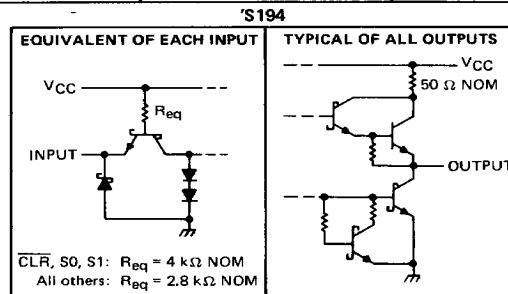 'S194
EQUIVALENT OF EACH INPUT
VCC
Req
INPUT
CLR, S0, S1: Req = 4 kΩ NOM
All others: Req = 2.8 kΩ NOM
TYPICAL OF ALL OUTPUTS
VCC
50 Ω NOM
OUTPUT